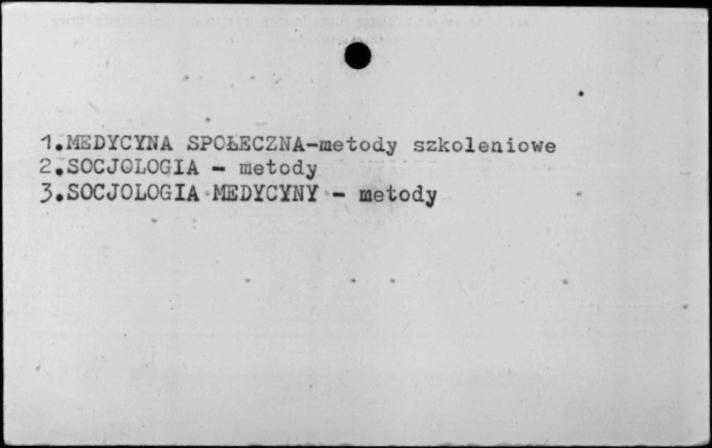 1.MEDYCYNA SPOŁECZNA-metody szkoleniowe
2.SOCJOLOGIA - metody
3.SOCJOLOGIA MEDYCYNY - metody